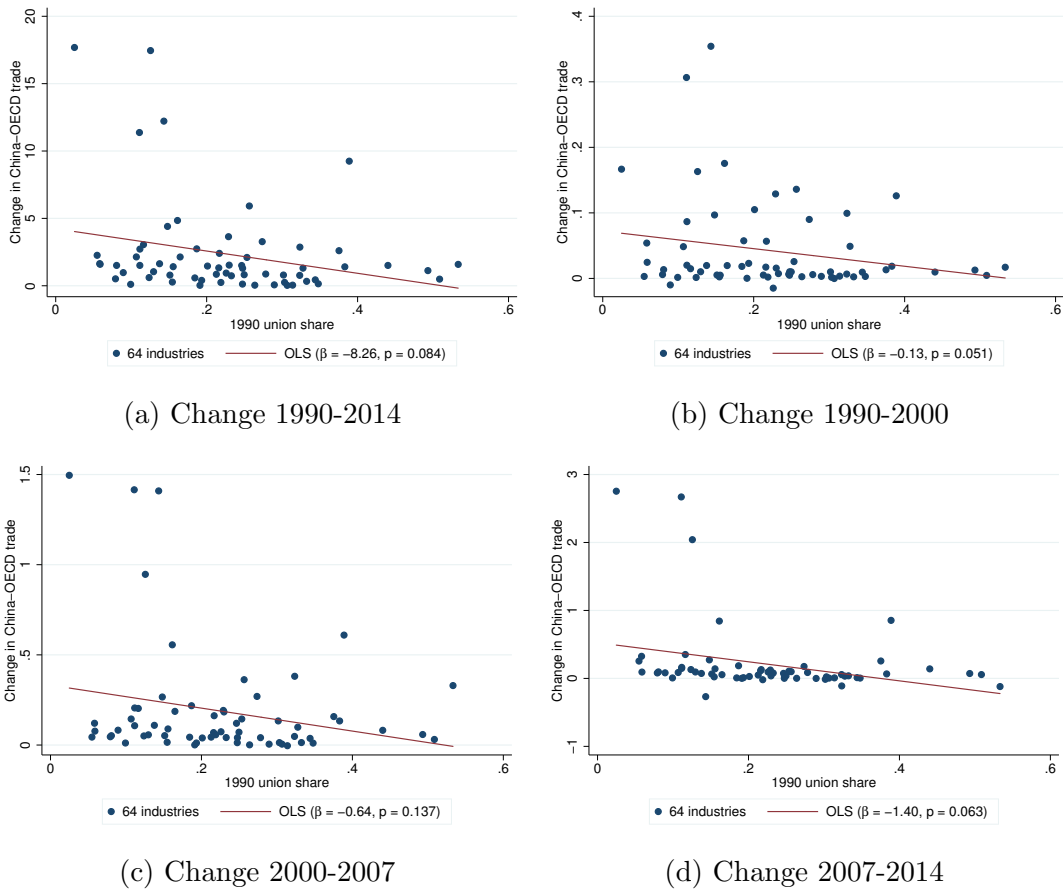 Change in China−OECD trade
20
15
10
5
0
0
.2
.4
.6
1990 union share
64 industries
OLS (β = −8.26, p = 0.084)
(a) Change 1990-2014
Change in China−OECD trade
.4
.3
.2
.1
0
0
.2
.4
.6
1990 union share
64 industries
OLS (β = −0.13, p = 0.051)
(b) Change 1990-2000
Change in China−OECD trade
1.5
1
.5
0
0
.2
.4
.6
1990 union share
64 industries
OLS (β = −0.64, p = 0.137)
(c) Change 2000-2007
Change in China−OECD trade
3
2
1
0
−1
0
.2
.4
.6
1990 union share
64 industries
OLS (β = −1.40, p = 0.063)
(d) Change 2007-2014